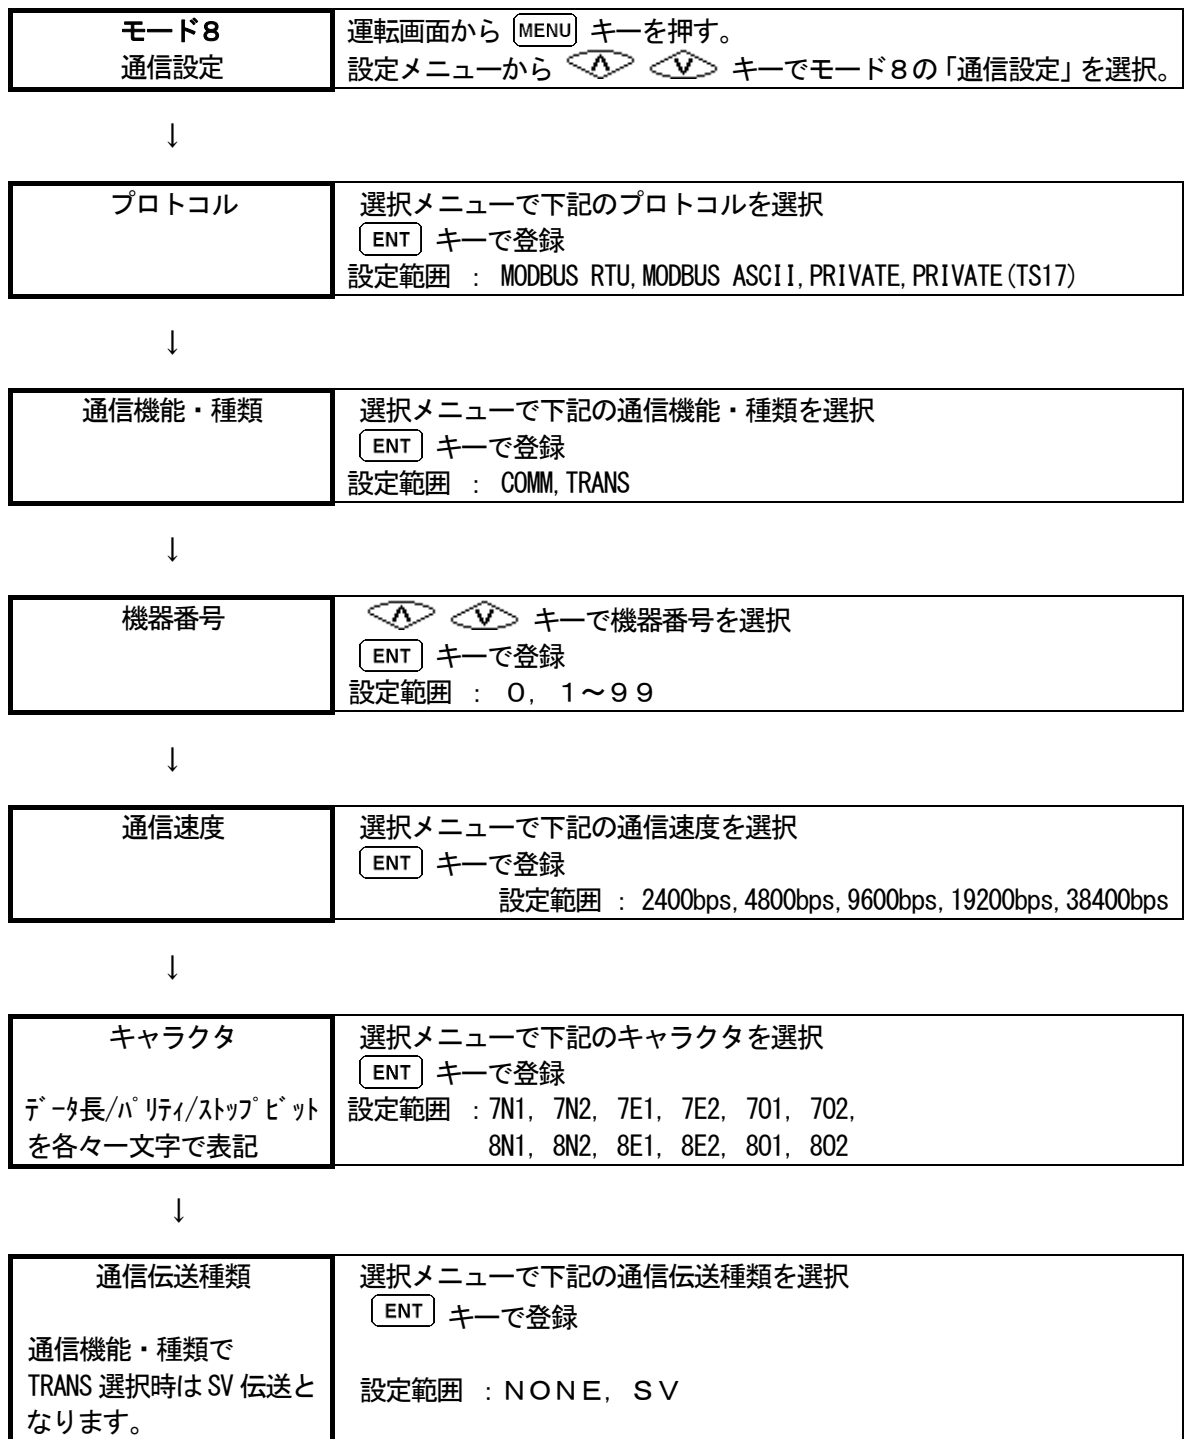 モード８
通信設定
運転画面から MENU キーを押す。
設定メニューから ∧ ∨ キーでモード８の「通信設定」を選択。
↓
プロトコル
選択メニューで下記のプロトコルを選択
ENT キーで登録
設定範囲 : MODBUS RTU,MODBUS ASCII,PRIVATE,PRIVATE(TS17)
↓
通信機能・種類
選択メニューで下記の通信機能・種類を選択
ENT キーで登録
設定範囲 : COMM,TRANS
↓
機器番号
∧ ∨ キーで機器番号を選択
ENT キーで登録
設定範囲 : ０，１～９９
↓
通信速度
選択メニューで下記の通信速度を選択
ENT キーで登録
設定範囲 : 2400bps,4800bps,9600bps,19200bps,38400bps
↓
キャラクタ
ﾃﾞｰﾀ長/ﾊﾟﾘﾃｨ/ｽﾄｯﾌﾟﾋﾞｯﾄ
を各々一文字で表記
選択メニューで下記のキャラクタを選択
ENT キーで登録
設定範囲 :7N1, 7N2, 7E1, 7E2, 7O1, 7O2,
8N1, 8N2, 8E1, 8E2, 8O1, 8O2
↓
通信伝送種類
通信機能・種類で
TRANS 選択時は SV 伝送と
なります。
選択メニューで下記の通信伝送種類を選択
ENT キーで登録
設定範囲 :ＮＯＮＥ，ＳＶ